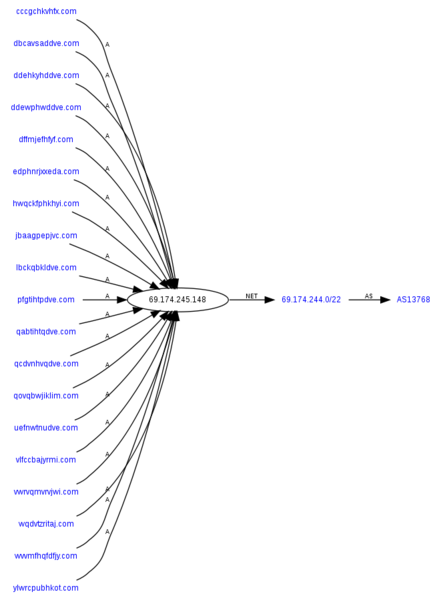 cccgchkvhfx.com
A
dbcavsaddve.com
A
ddehkyhddve.com
A
ddewphwddve.com
A
dffmjefhfyf.com
A
edphnrjxxeda.com
A
hwqckfphkhyi.com
A
jbaagpepjvc.com
A
lbckqbkldve.com
A
pfgtihtpdve.com
A
69.174.245.148
NET
69.174.244.0/22
AS
AS13768
qabtihtqdve.com
A
qcdvnhvqdve.com
A
qovqbwjiklim.com
A
uefnwtnudve.com
A
vlfccbajyrmi.com
A
vwrvqmvrvjwi.com
A
wqdvtzritaj.com
A
wwmfhqfdfjy.com
A
ylwrcpubhkot.com